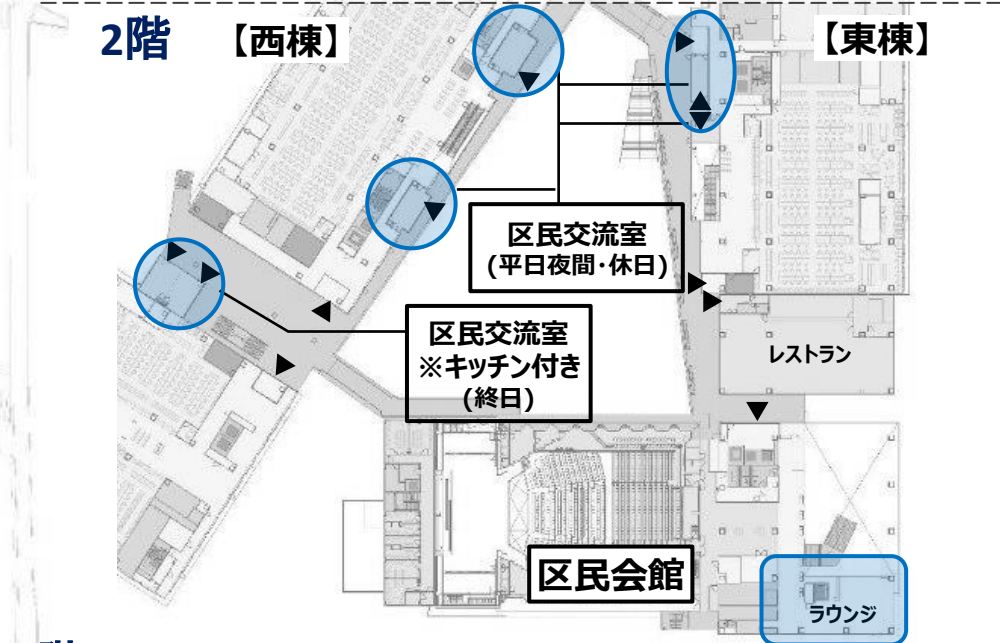 2階
【西棟】
【東棟】
区民交流室
(平日夜間・休日)
区民交流室
※キッチン付き
(終日)
レストラン
区民会館
ラウンジ
階